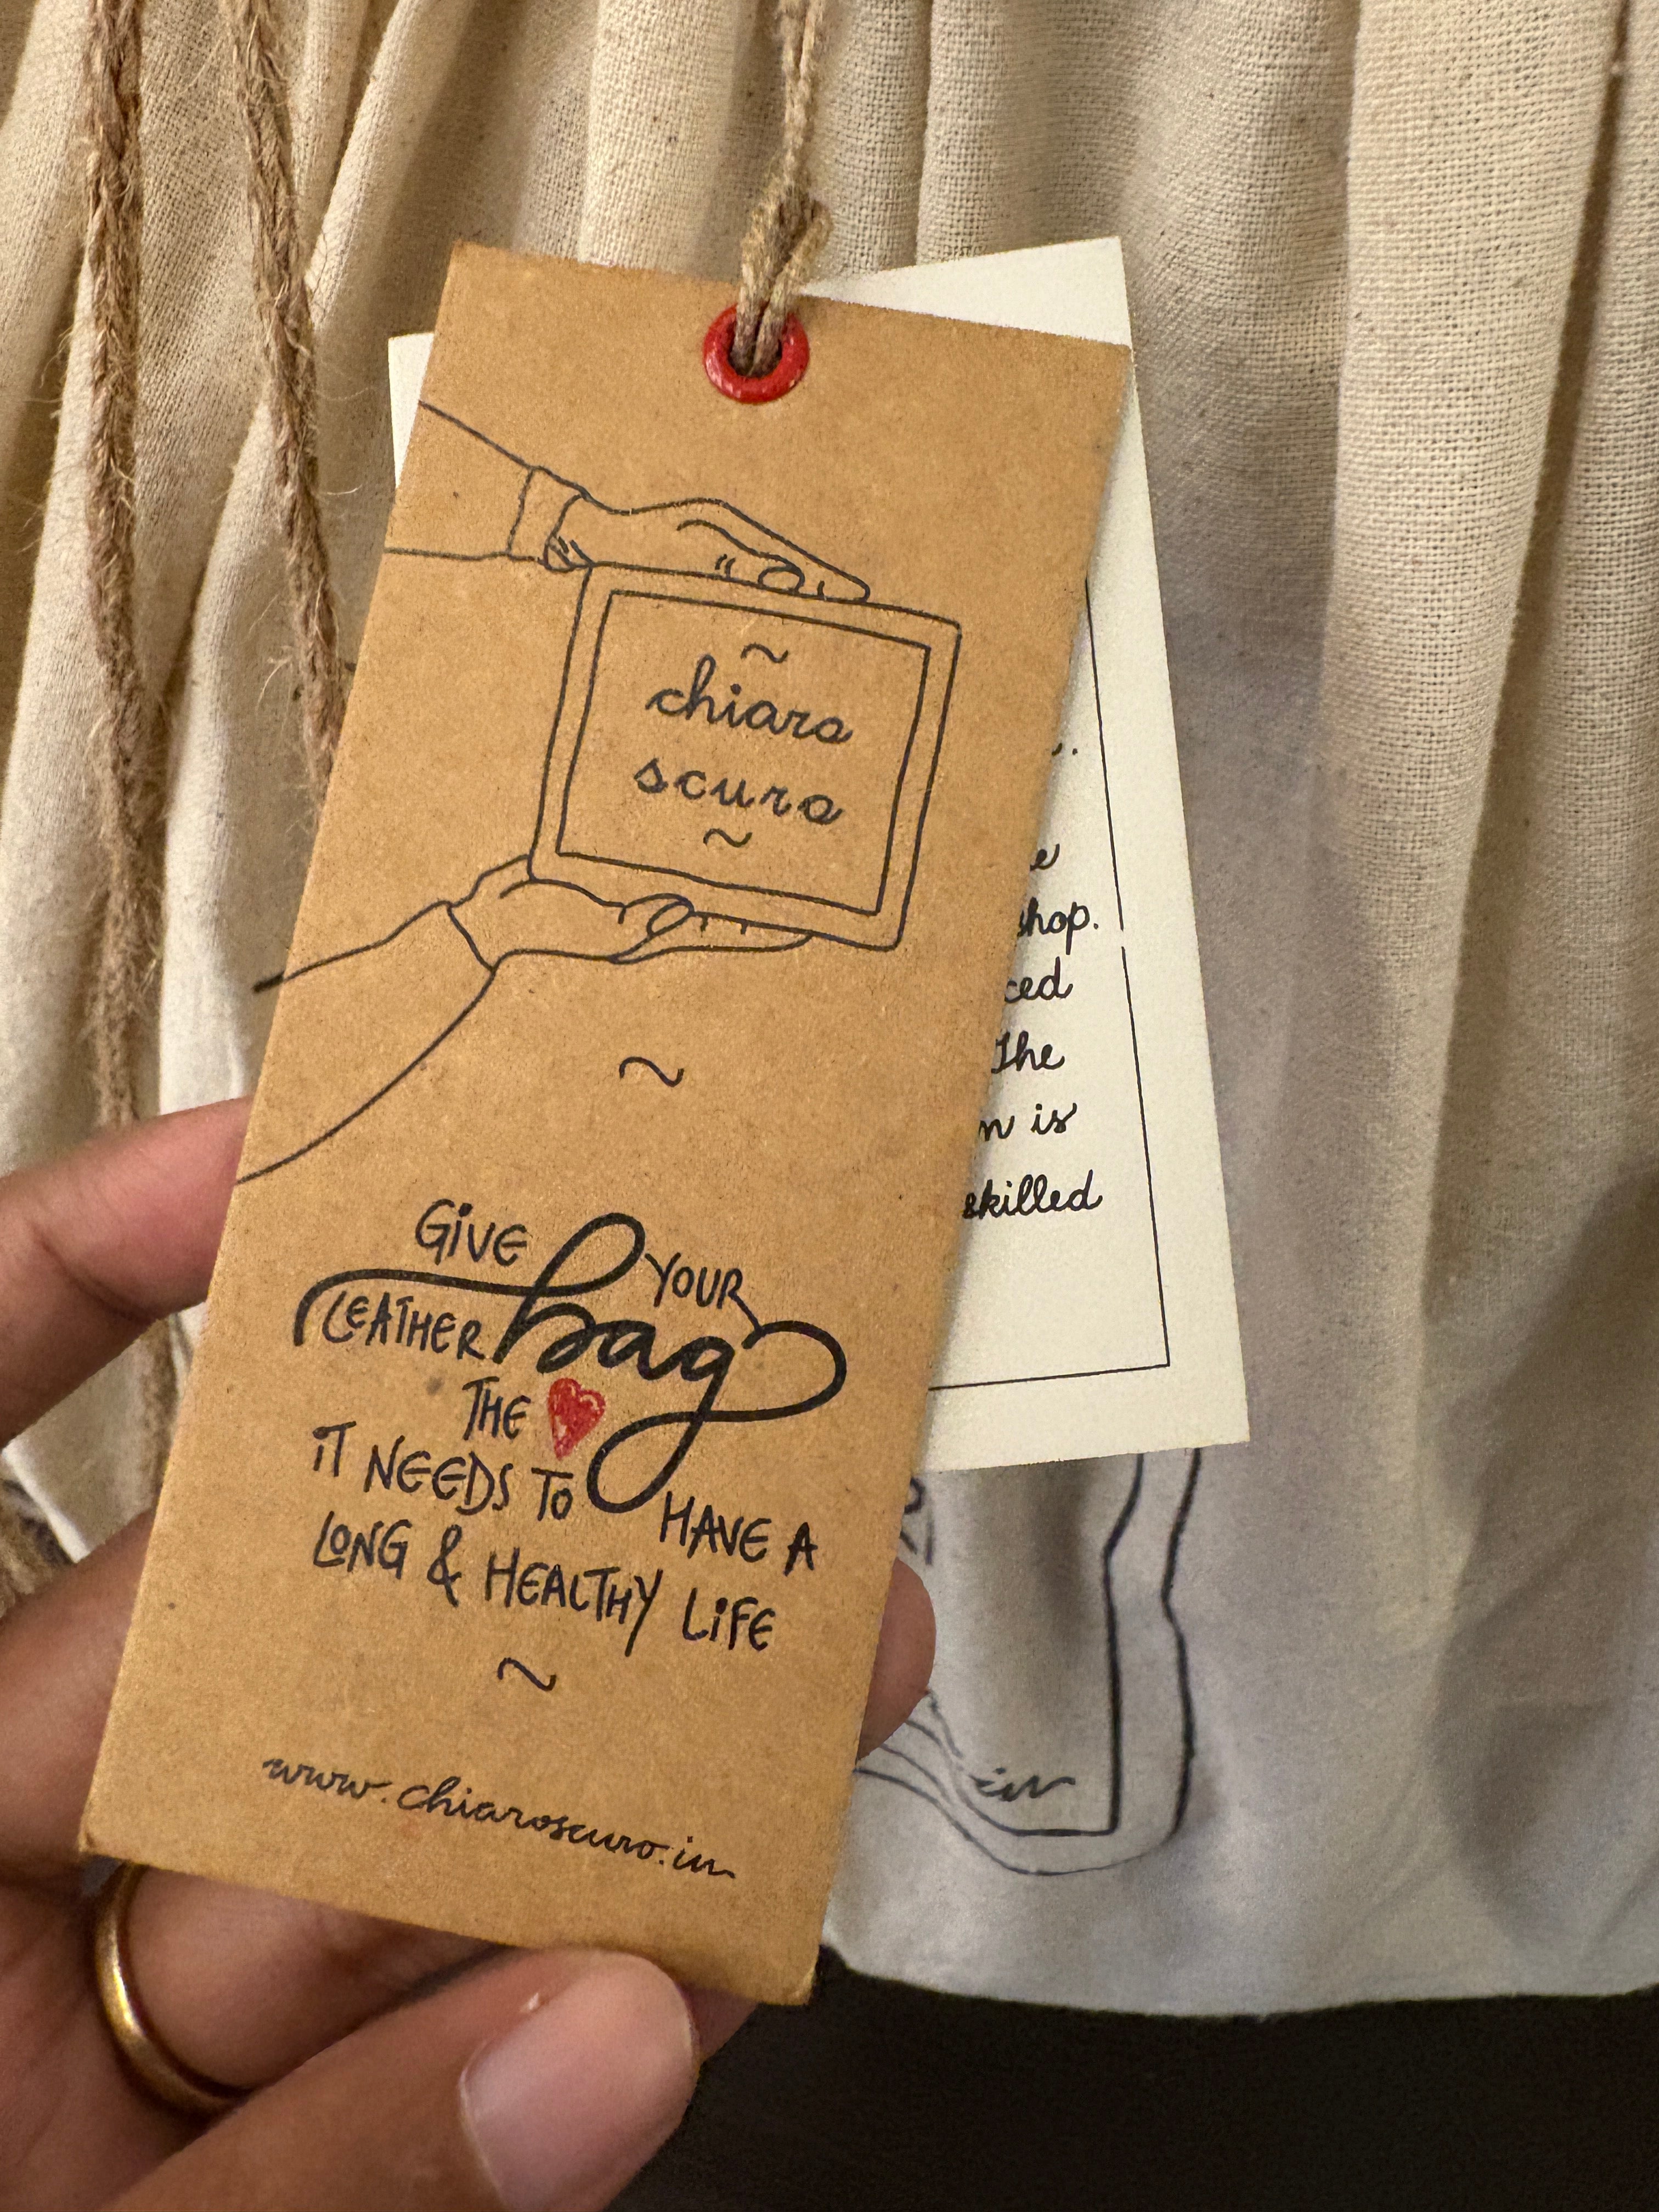 ~
chiaro
scuro
~
~
GIVE YOUR
LEATHER bag
THE ❤
IT NEEDS TO HAVE A
LONG & HEALTHY LIFE
~
www.chiaroscuro.in
shop.
The
is
skilled
in